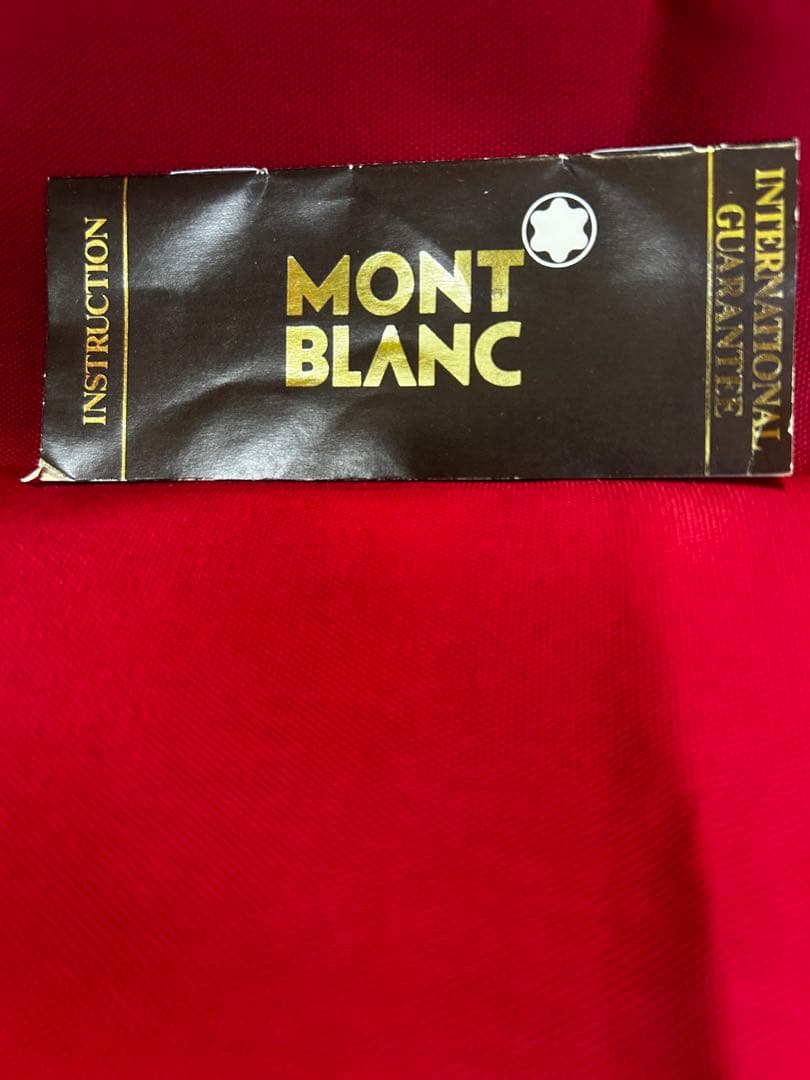 INSTRUCTION
MONT
BLANC
INTERNATIONAL
GUARANTEE